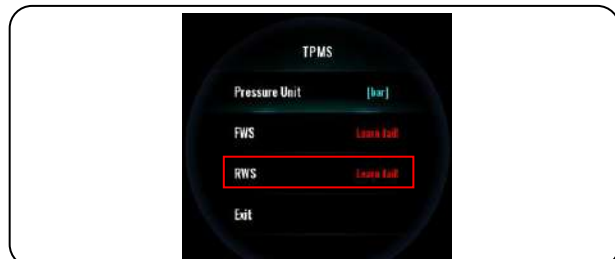 TPMS
Pressure Unit [bar]
FWS Learn fail
RWS Learn fail
Exit